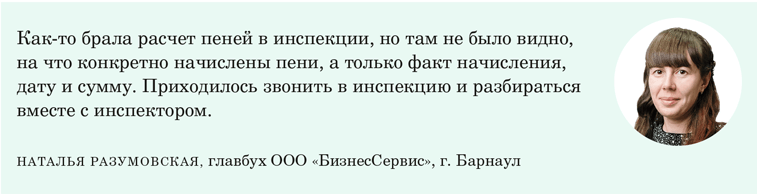 Как-то брала расчет пеней в инспекции, но там не было видно,
на что конкретно начислены пени, а только факт начисления,
дату и сумму. Приходилось звонить в инспекцию и разбираться
вместе с инспектором.
НАТАЛЬЯ РАЗУМОВСКАЯ, главбух ООО «БизнесСервис», г. Барнаул